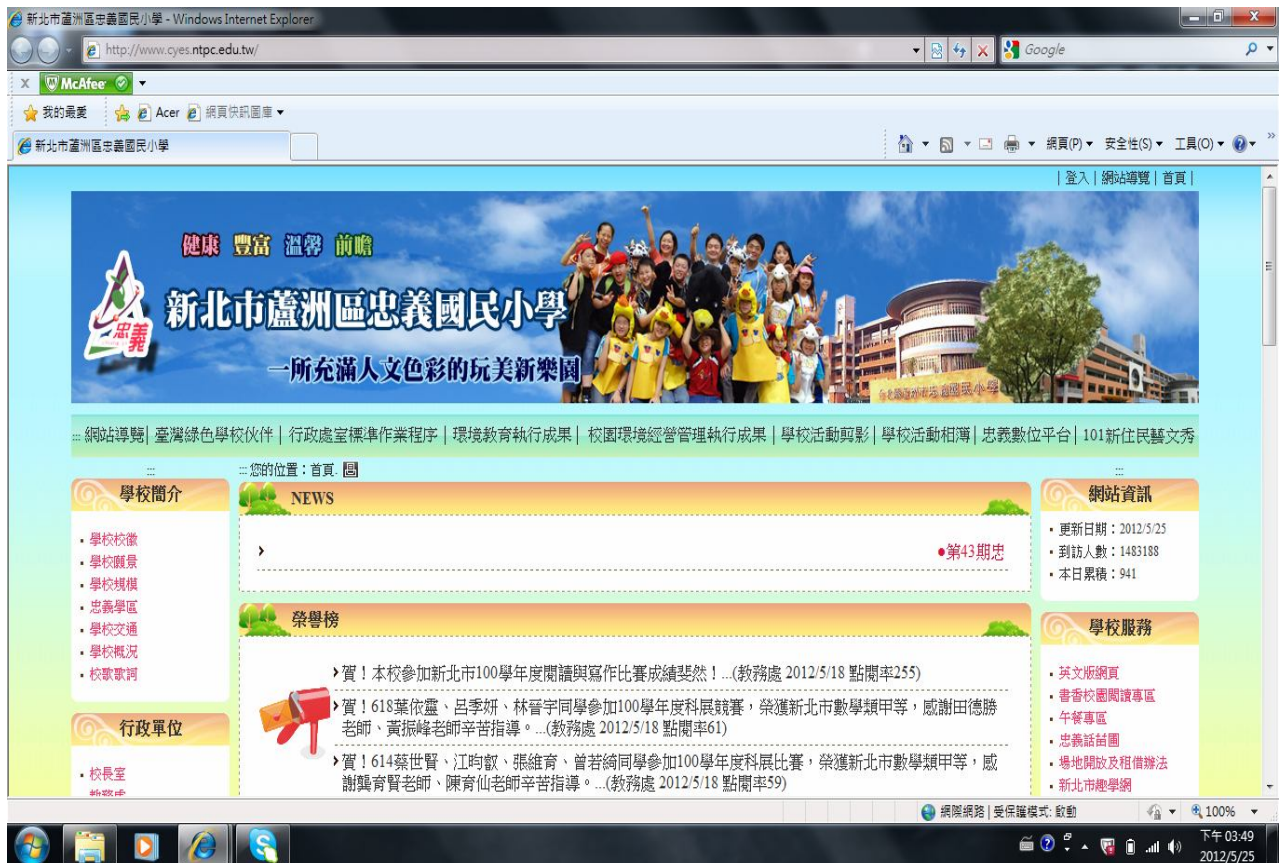 新北市蘆洲區忠義國民小學 - Windows Internet Explorer
http://www.cyes.ntpc.edu.tw/
Google
X McAfee
我的最愛 Acer 網頁快訊圖庫
新北市蘆洲區忠義國民小學
網頁(P) 安全性(S) 工具(O)
| 登入 | 網站導覽 | 首頁 |
健康 豐富 溫馨 前瞻
新北市蘆洲區忠義國民小學
忠義
一所充滿人文色彩的玩美新樂園
::: 網站導覽| 臺灣綠色學校伙伴 | 行政處室標準作業程序 | 環境教育執行成果 | 校園環境經營管理執行成果 | 學校活動剪影 | 學校活動相簿 | 忠義數位平台 | 101新住民藝文秀
:::
學校簡介
學校校徽
學校願景
學校規模
忠義學區
學校交通
學校概況
校歌歌詞
行政單位
校長室
教務處
::: 您的位置：首頁.
NEWS
●第43期忠
榮譽榜
賀！本校參加新北市100學年度閱讀與寫作比賽成績斐然！...(教務處 2012/5/18 點閱率255)
賀！618葉依靈、呂季妍、林晉宇同學參加100學年度科展競賽，榮獲新北市數學類甲等，感謝田德勝
老師、黃振峰老師辛苦指導。...(教務處 2012/5/18 點閱率61)
賀！614蔡世賢、江昀叡、張維育、曾若綺同學參加100學年度科展比賽，榮獲新北市數學類甲等，感
謝龔育賢老師、陳育仙老師辛苦指導。...(教務處 2012/5/18 點閱率59)
:::
網站資訊
更新日期：2012/5/25
到訪人數：1483188
本日累積：941
學校服務
英文版網頁
書香校園閱讀專區
午餐專區
忠義話苗圃
場地開放及租借辦法
新北市趣學網
網際網路 | 受保護模式: 啟動
100%
下午 03:49
2012/5/25